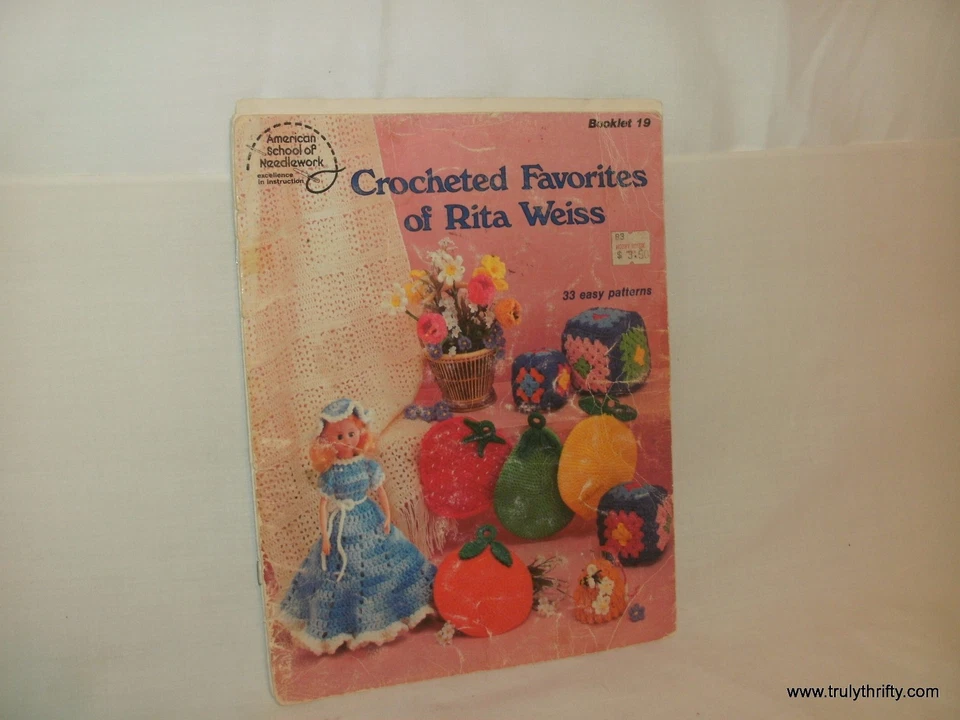 American
School of
Needlework
excellence
in instruction
Booklet 19
Crocheted Favorites
of Rita Weiss
83
$
33 easy patterns
www.trulythrifty.com